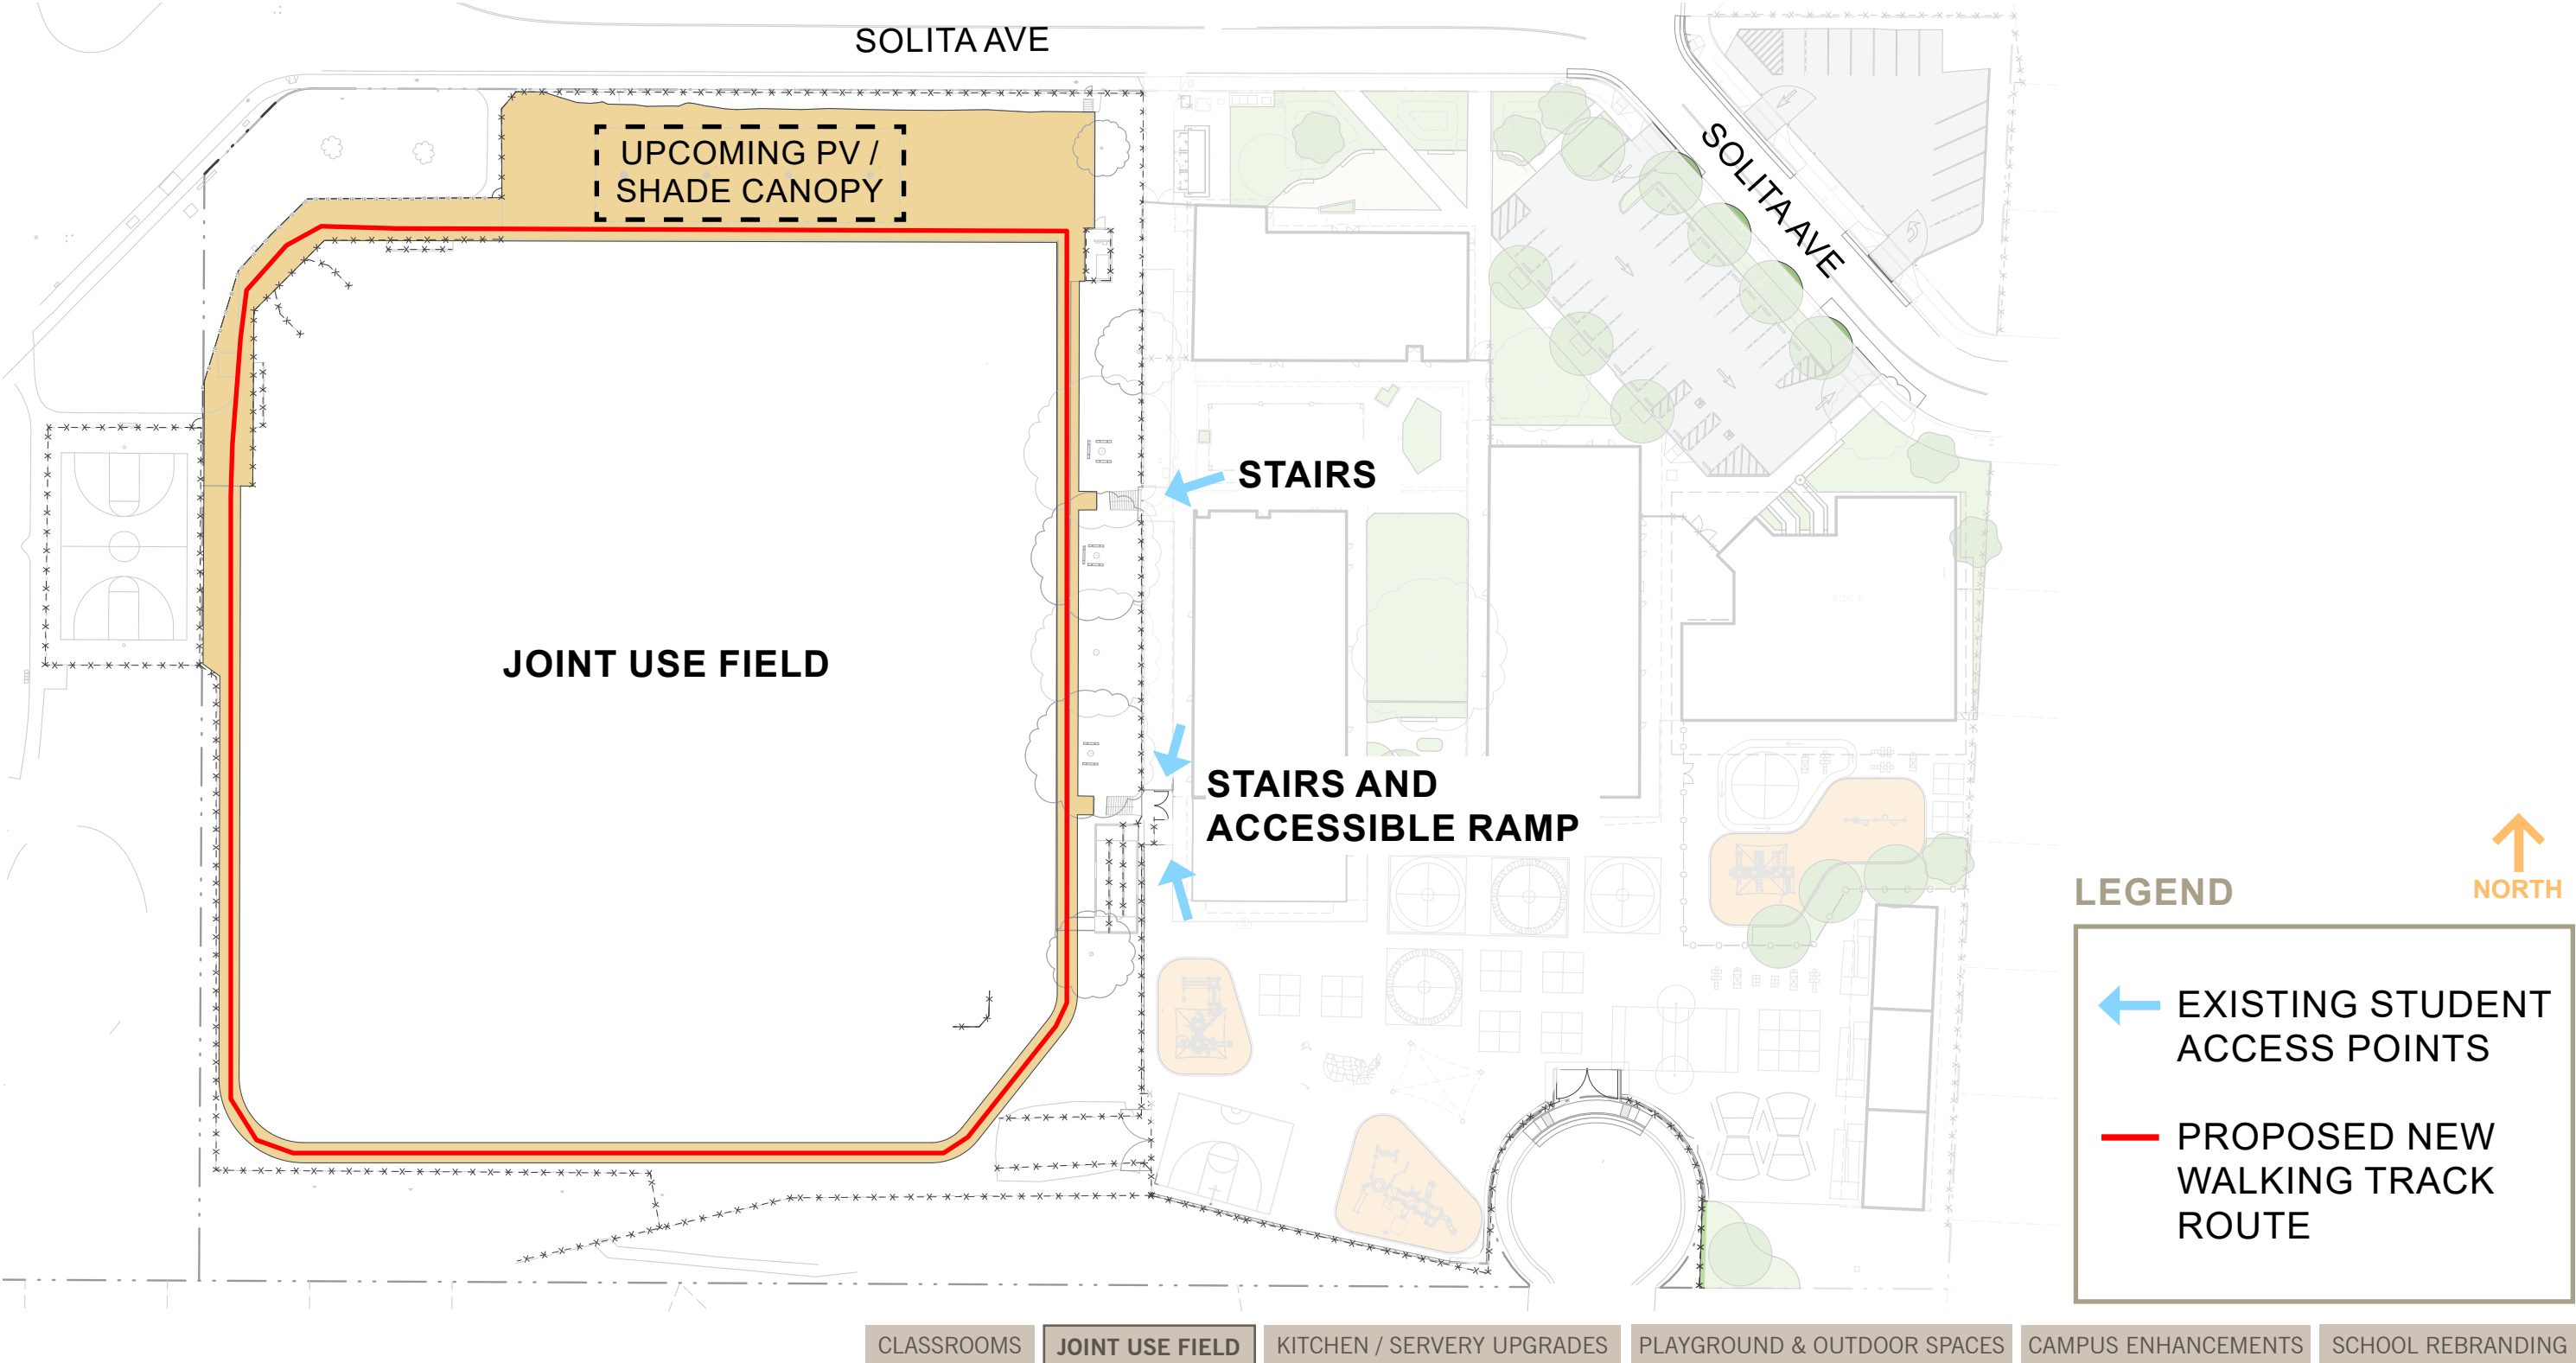 SOLITA AVE
UPCOMING PV /
SHADE CANOPY
SOLITA AVE
STAIRS
JOINT USE FIELD
STAIRS AND
ACCESSIBLE RAMP
NORTH
LEGEND
EXISTING STUDENT
ACCESS POINTS
PROPOSED NEW
WALKING TRACK
ROUTE
CLASSROOMS
JOINT USE FIELD
KITCHEN / SERVERY UPGRADES
PLAYGROUND & OUTDOOR SPACES
CAMPUS ENHANCEMENTS
SCHOOL REBRANDING